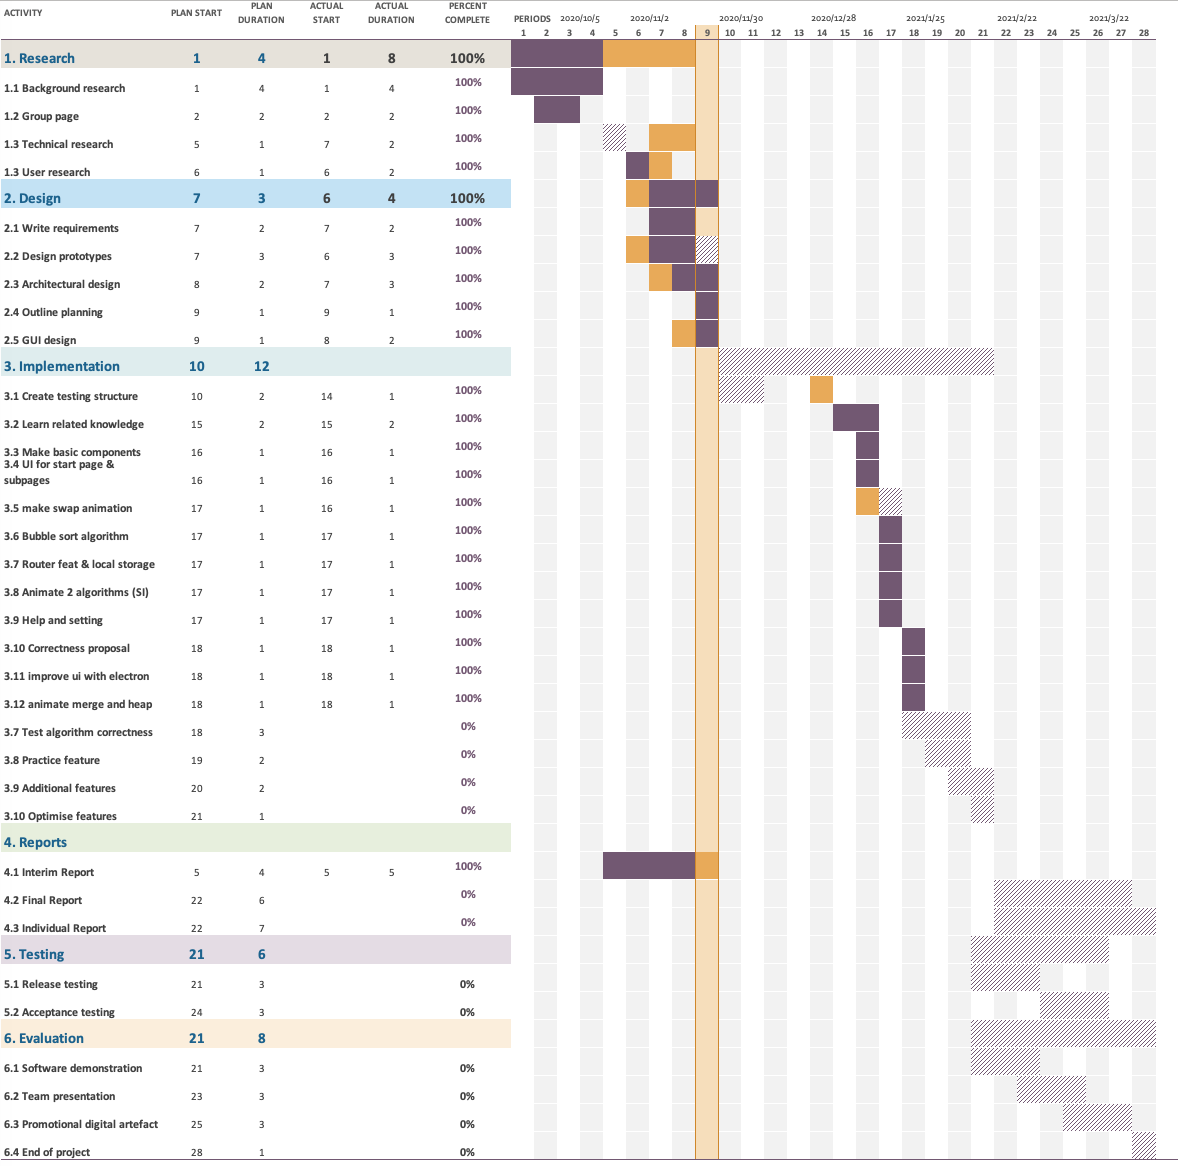 ACTIVITY PLAN START PLAN DURATION ACTUAL START ACTUAL DURATION PERCENT COMPLETE
PERIODS 2020/10/5 2020/11/2 2020/11/30 2020/12/28 2021/1/25 2021/2/22 2021/3/22
1 2 3 4 5 6 7 8 9 10 11 12 13 14 15 16 17 18 19 20 21 22 23 24 25 26 27 28
1. Research 1 4 1 8 100%
1.1 Background research 1 4 1 4 100%
1.2 Group page 2 2 2 2 100%
1.3 Technical research 5 1 7 2 100%
1.3 User research 6 1 6 2 100%
2. Design 7 3 6 4 100%
2.1 Write requirements 7 2 7 2 100%
2.2 Design prototypes 7 3 6 3 100%
2.3 Architectural design 8 2 7 3 100%
2.4 Outline planning 9 1 9 1 100%
2.5 GUI design 9 1 8 2 100%
3. Implementation 10 12
3.1 Create testing structure 10 2 14 1 100%
3.2 Learn related knowledge 15 2 15 2 100%
3.3 Make basic components 16 1 16 1 100%
3.4 UI for start page &
subpages 16 1 16 1 100%
3.5 make swap animation 17 1 16 1 100%
3.6 Bubble sort algorithm 17 1 17 1 100%
3.7 Router feat & local storage 17 1 17 1 100%
3.8 Animate 2 algorithms (SI) 17 1 17 1 100%
3.9 Help and setting 17 1 17 1 100%
3.10 Correctness proposal 18 1 18 1 100%
3.11 improve ui with electron 18 1 18 1 100%
3.12 animate merge and heap 18 1 18 1 100%
3.7 Test algorithm correctness 18 3 0%
3.8 Practice feature 19 2 0%
3.9 Additional features 20 2 0%
3.10 Optimise features 21 1 0%
4. Reports
4.1 Interim Report 5 4 5 5 100%
4.2 Final Report 22 6 0%
4.3 Individual Report 22 7 0%
5. Testing 21 6
5.1 Release testing 21 3 0%
5.2 Acceptance testing 24 3 0%
6. Evaluation 21 8
6.1 Software demonstration 21 3 0%
6.2 Team presentation 23 3 0%
6.3 Promotional digital artefact 25 3 0%
6.4 End of project 28 1 0%